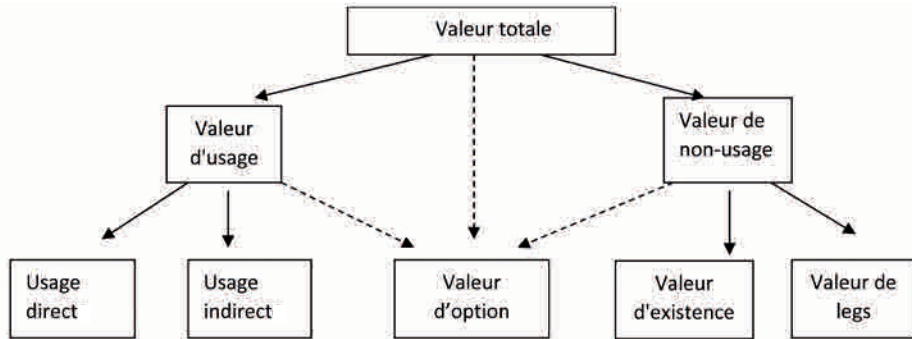 Valeur totale
Valeur
d'usage
Valeur de
non-usage
Usage
direct
Usage
indirect
Valeur
d’option
Valeur
d'existence
Valeur de
legs